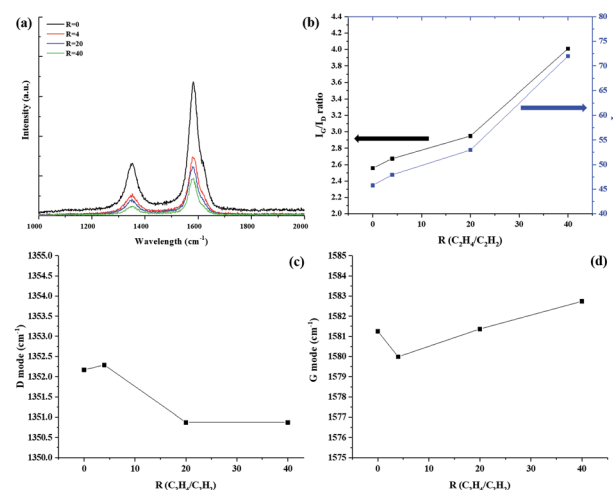 (a)
R=0
R=4
R=20
R=40
Intensity (a.u.)
1000 1200 1400 1600 1800 2000
Wavelength (cm⁻¹)
(b)
4.4
4.2
4.0
3.8
3.6
3.4
3.2
3.0
2.8
2.6
2.4
2.2
2.0
I_G/I_D ratio
80
75
70
65
60
55
50
45
40
0 10 20 30 40
R (C₂H₄/C₂H₂)
(c)
1355.0
1354.5
1354.0
1353.5
1353.0
1352.5
1352.0
1351.5
1351.0
1350.5
1350.0
D mode (cm⁻¹)
0 10 20 30 40
R (C₂H₄/C₂H₂)
(d)
1585
1584
1583
1582
1581
1580
1579
1578
1577
1576
1575
G mode (cm⁻¹)
0 10 20 30 40
R (C₂H₄/C₂H₂)